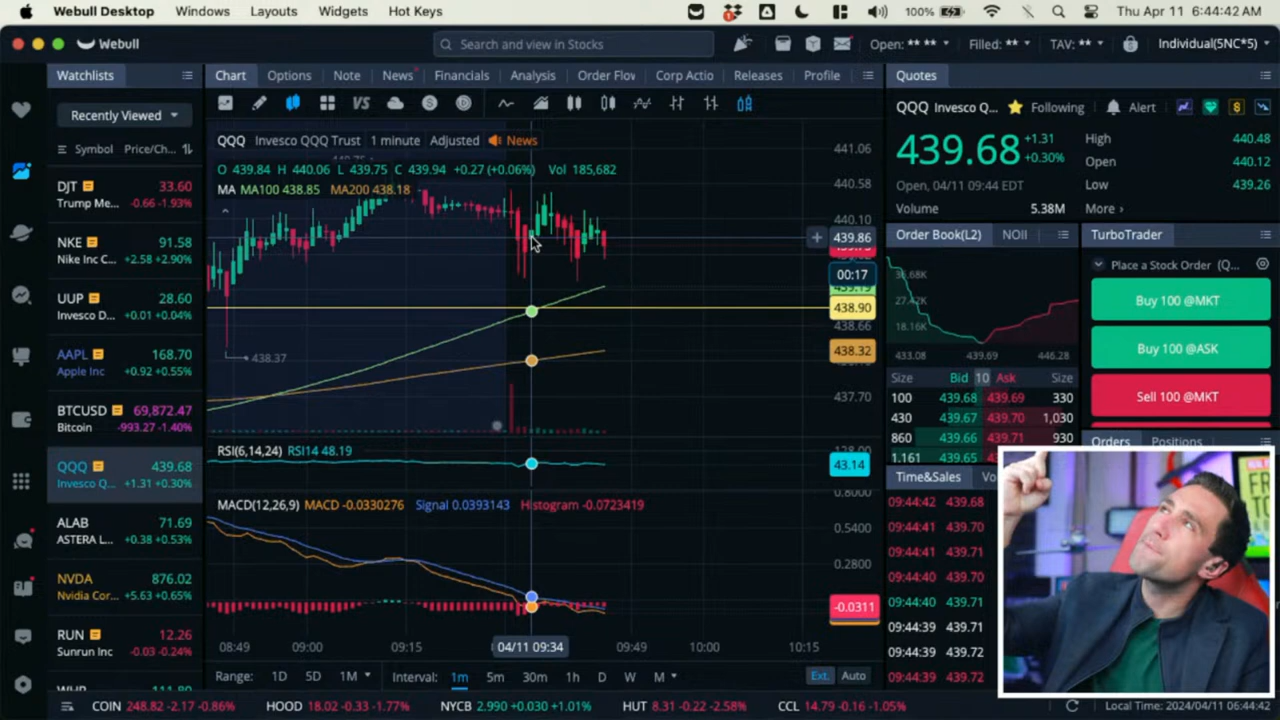 Webull Desktop Windows Layouts Widgets Hot Keys 100% Thu Apr 11 6:44:42 AM
Webull Search and view in Stocks Open: ** ** Filled: ** TAV: ** Individual(5NC*5)
Watchlists Chart Options Note News Financials Analysis Order Flow Corp Actio Releases Profile Quotes
Recently Viewed
Symbol Price/Ch...
DJT 33.60
Trump Me... -0.66 -1.93%
NKE 91.58
Nike Inc C... +2.58 +2.90%
UUP 28.60
Invesco D... +0.01 +0.04%
AAPL 168.70
Apple Inc +0.92 +0.55%
BTCUSD 69,872.47
Bitcoin -993.27 -1.40%
QQQ 439.68
Invesco Q... +1.31 +0.30%
ALAB 71.69
ASTERA L... +0.38 +0.53%
NVDA 876.02
Nvidia Cor... +5.63 +0.65%
RUN 12.26
Sunrun Inc -0.03 -0.24%
VS
QQQ Invesco QQQ Trust 1 minute Adjusted News
O 439.84 H 440.06 L 439.75 C 439.94 +0.27 (+0.06%) Vol 185,682
MA MA100 438.85 MA200 438.18
441.06
440.58
440.10
439.86
00:17
438.90
438.66
438.32
437.70
438.37
RSI(6,14,24) RSI14 48.19
128.00
43.14
MACD(12,26,9) MACD -0.0330276 Signal 0.0393143 Histogram -0.0723419
0.8000
0.5400
0.2800
-0.0311
08:49 09:00 09:15 04/11 09:34 09:49 10:00 10:15
Range: 1D 5D 1M Interval: 1m 5m 30m 1h D W M Ext. Auto
QQQ Invesco Q... Following Alert
439.68 +1.31 +0.30%
High 440.48
Open 440.12
Low 439.26
Open, 04/11 09:44 EDT
Volume 5.38M More >
Order Book(L2) NOII TurboTrader
36.68K
27.42K
18.16K
433.08 439.69 446.28
Size Bid 10 Ask Size
100 439.68 439.69 330
430 439.67 439.70 1,030
860 439.66 439.71 930
1,161 439.65
Place a Stock Order (Q...
Buy 100 @MKT
Buy 100 @ASK
Sell 100 @MKT
Orders Positions
Time&Sales
09:44:42 439.68
09:44:41 439.70
09:44:41 439.71
09:44:40 439.70
09:44:40 439.71
09:44:39 439.71
09:44:39 439.72
09:44:39 439.72
COIN 248.82 -2.17 -0.86% HOOD 18.02 -0.33 -1.77% NYCB 2.990 +0.030 +1.01% HUT 8.31 -0.22 -2.58% CCL 14.79 -0.16 -1.05% Local Time: 2024/04/11 06:44:42